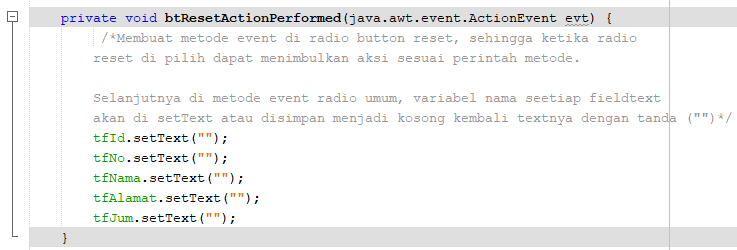 private void btResetActionPerformed(java.awt.event.ActionEvent evt) {
/*Membuat metode event di radio button reset, sehingga ketika radio
reset di pilih dapat menimbulkan aksi sesuai perintah metode.
Selanjutnya di metode event radio umum, variabel nama seetiap fieldtext
akan di setText atau disimpan menjadi kosong kembali textnya dengan tanda ("")*/
tfId.setText("");
tfNo.setText("");
tfNama.setText("");
tfAlamat.setText("");
tfJum.setText("");
}